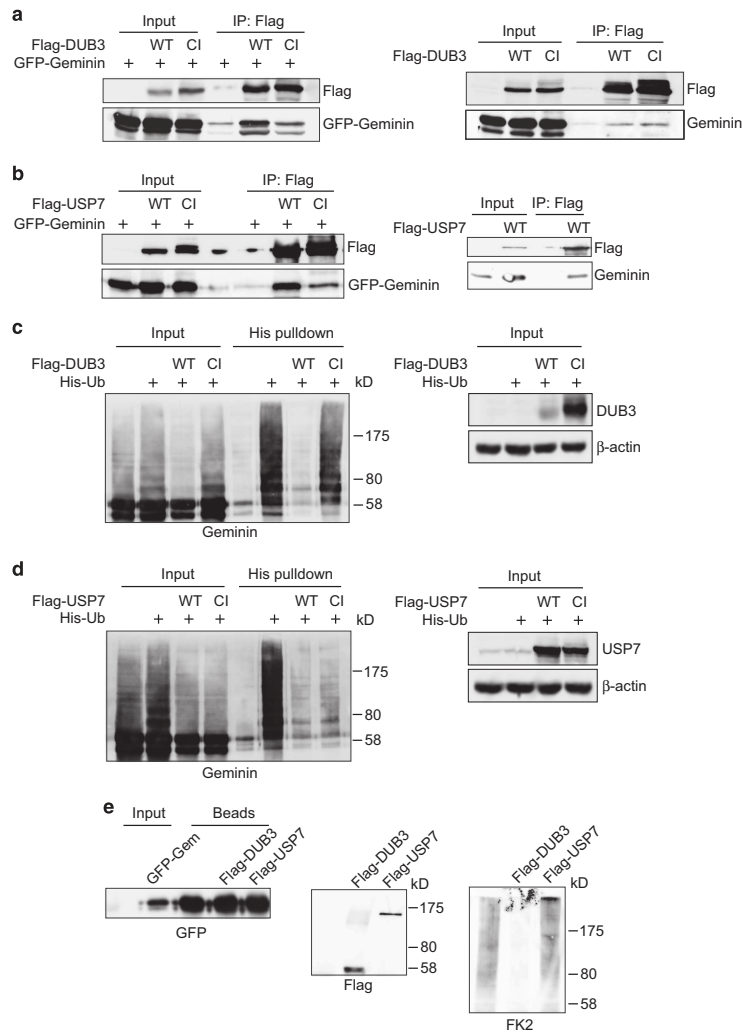 a
Input IP: Flag
Flag-DUB3 WT CI WT CI
GFP-Geminin + + + + + +
Flag
GFP-Geminin
Input IP: Flag
Flag-DUB3 WT CI WT CI
Flag
Geminin
b
Input IP: Flag
Flag-USP7 WT CI WT CI
GFP-Geminin + + + + + +
Flag
GFP-Geminin
Input IP: Flag
Flag-USP7 WT WT
Flag
Geminin
c
Input His pulldown
Flag-DUB3 WT CI WT CI
His-Ub + + + + + + kD
175
80
58
Geminin
Input
Flag-DUB3 WT CI
His-Ub + + +
DUB3
β-actin
d
Input His pulldown
Flag-USP7 WT CI WT CI
His-Ub + + + + + + kD
175
80
58
Geminin
Input
Flag-USP7 WT CI
His-Ub + + +
USP7
β-actin
e
Input Beads
GFP-Gem Flag-DUB3 Flag-USP7
GFP
Flag-DUB3 Flag-USP7
kD
175
80
58
Flag
Flag-DUB3 Flag-USP7
kD
175
80
58
FK2